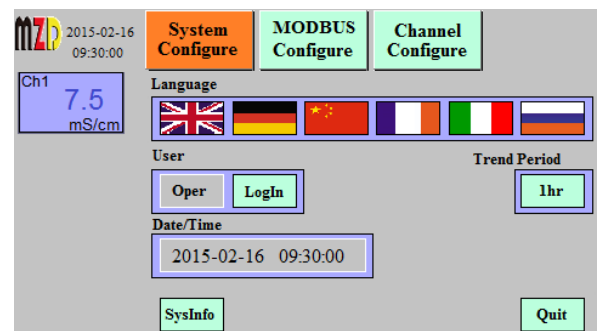 MZD 2015-02-16
09:30:00
System Configure
MODBUS Configure
Channel Configure
Ch1
7.5
mS/cm
Language
User
Trend Period
Oper
LogIn
1hr
Date/Time
2015-02-16 09:30:00
SysInfo
Quit